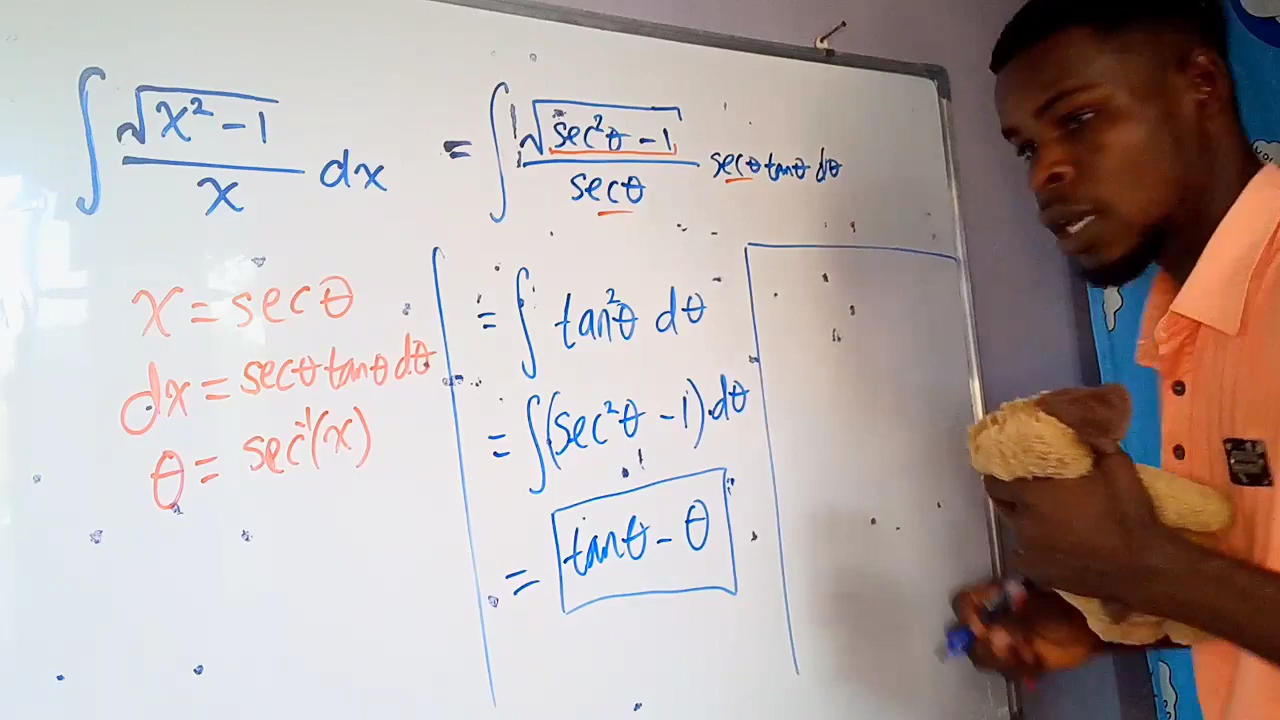 ∫ √(x² - 1) / x dx = ∫ √(sec²θ - 1) / secθ secθ tanθ dθ
x = secθ
dx = secθ tanθ dθ
θ = sec⁻¹(x)
= ∫ tan²θ dθ
= ∫ (sec²θ - 1) · dθ
= tanθ - θ